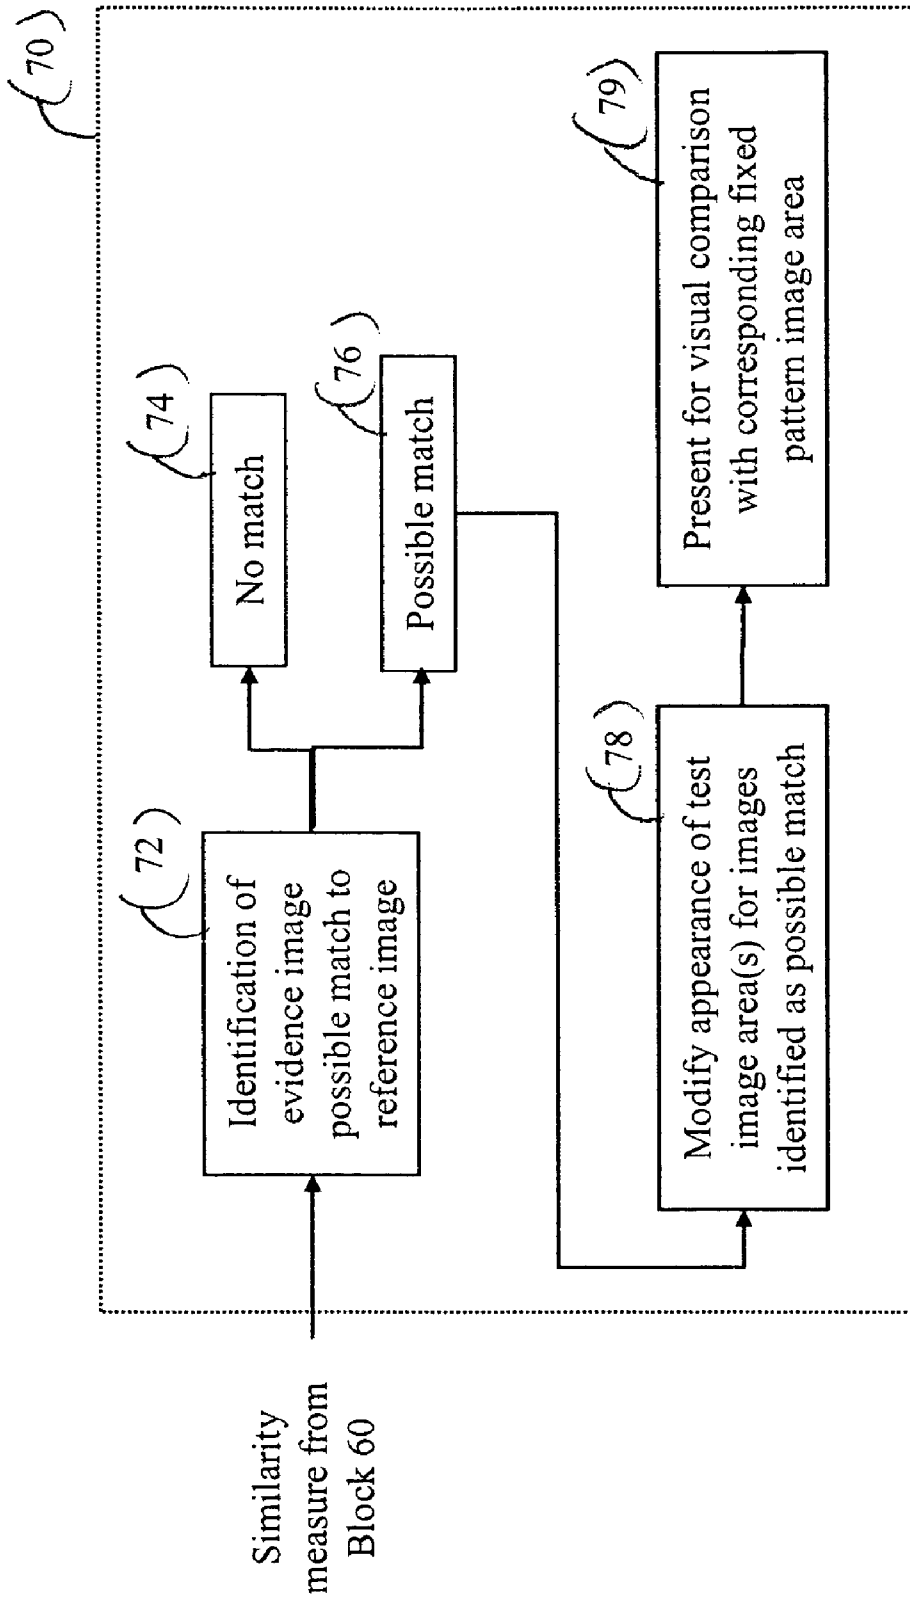 70
Similarity
measure from
Block 60
72
Identification of
evidence image
possible match to
reference image
74
No match
76
Possible match
78
Modify appearance of test
image area(s) for images
identified as possible match
79
Present for visual comparison
with corresponding fixed
pattern image area